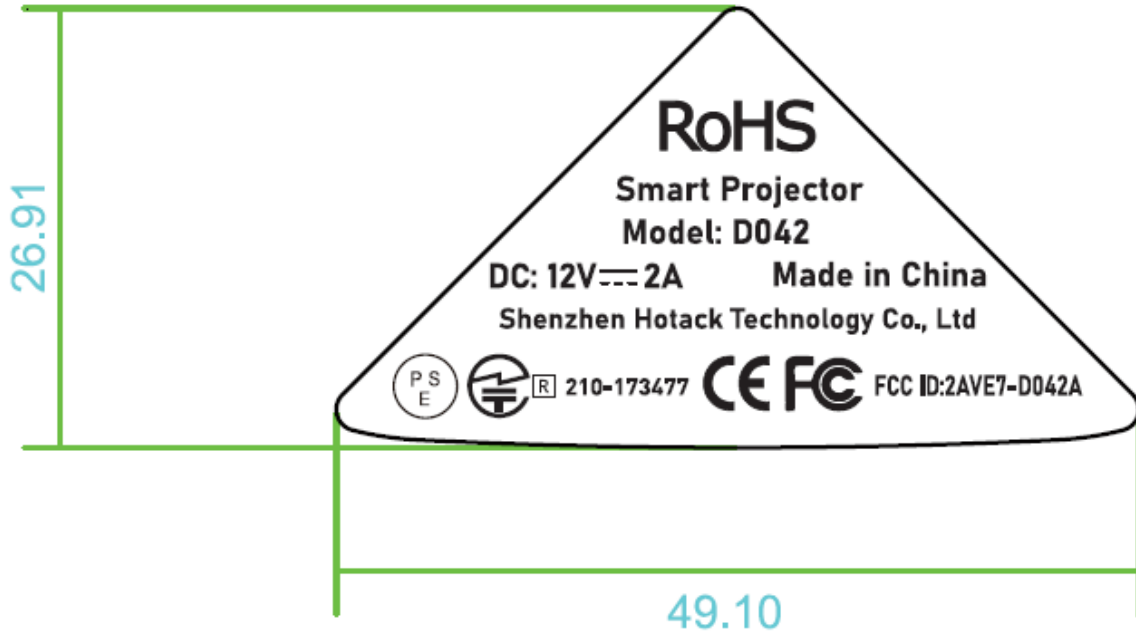 26.91
RoHS
Smart Projector
Model: D042
DC: 12V⎓2A Made in China
Shenzhen Hotack Technology Co., Ltd
PS
E
R 210-173477 CE FC FCC ID:2AVE7-D042A
49.10